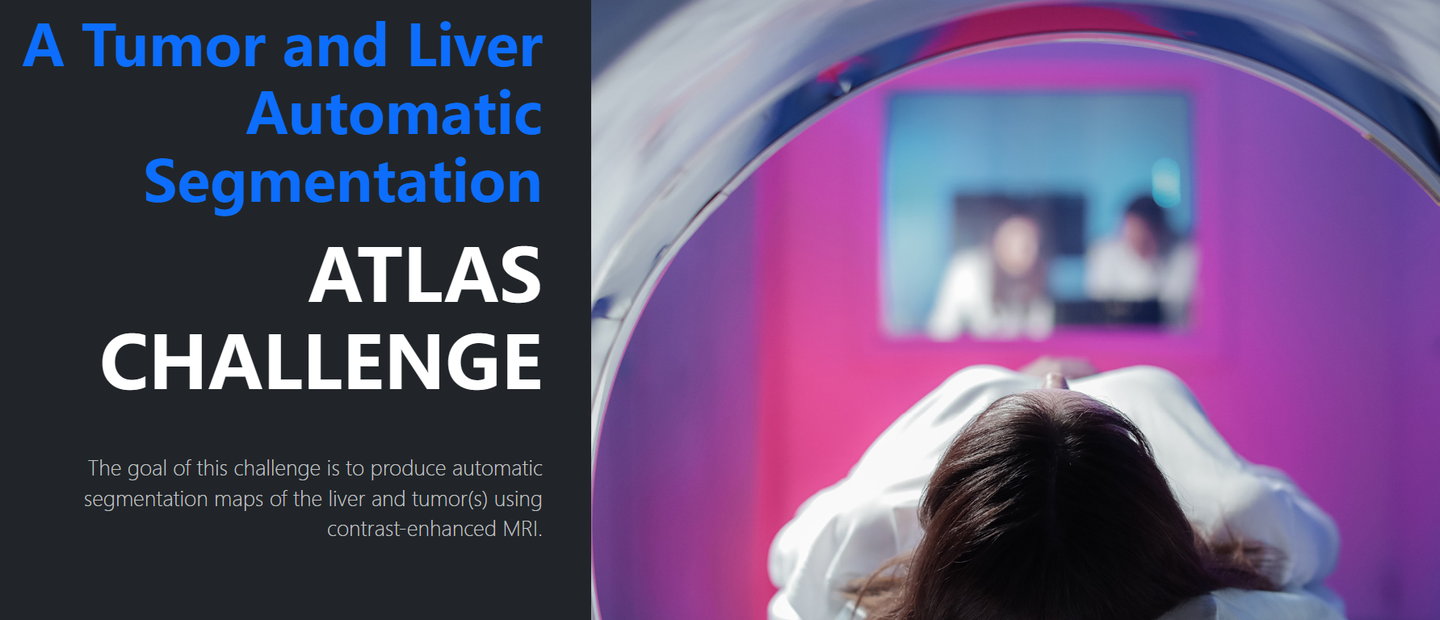 A Tumor and Liver
Automatic
Segmentation
ATLAS
CHALLENGE
The goal of this challenge is to produce automatic
segmentation maps of the liver and tumor(s) using
contrast-enhanced MRI.